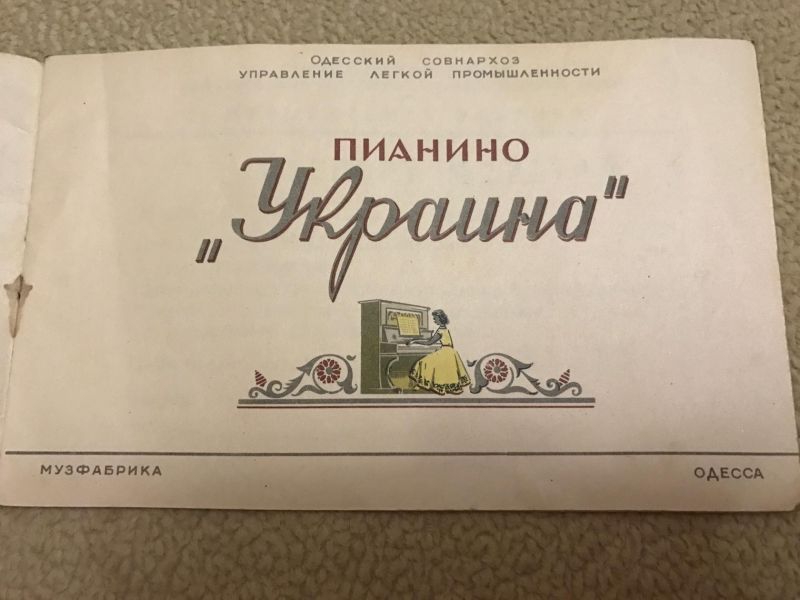 Одесский совнархоз
управление легкой промышленности
ПИАНИНО
„Украина"
МУЗФАБРИКА
ОДЕССА